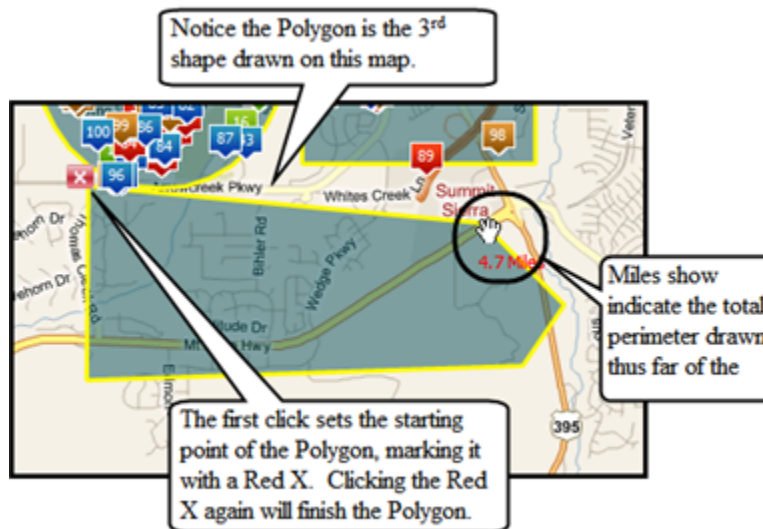 Notice the Polygon is the 3rd
shape drawn on this map.
16
100
99
86
84
87
98
89
96
Whites Creek Ln
Summit
Sierra
Bihler Rd
Wedge Pkwy
4.7 Miles
395
Miles show
indicate the total
perimeter drawn
thus far of the
The first click sets the starting
point of the Polygon, marking it
with a Red X. Clicking the Red
X again will finish the Polygon.